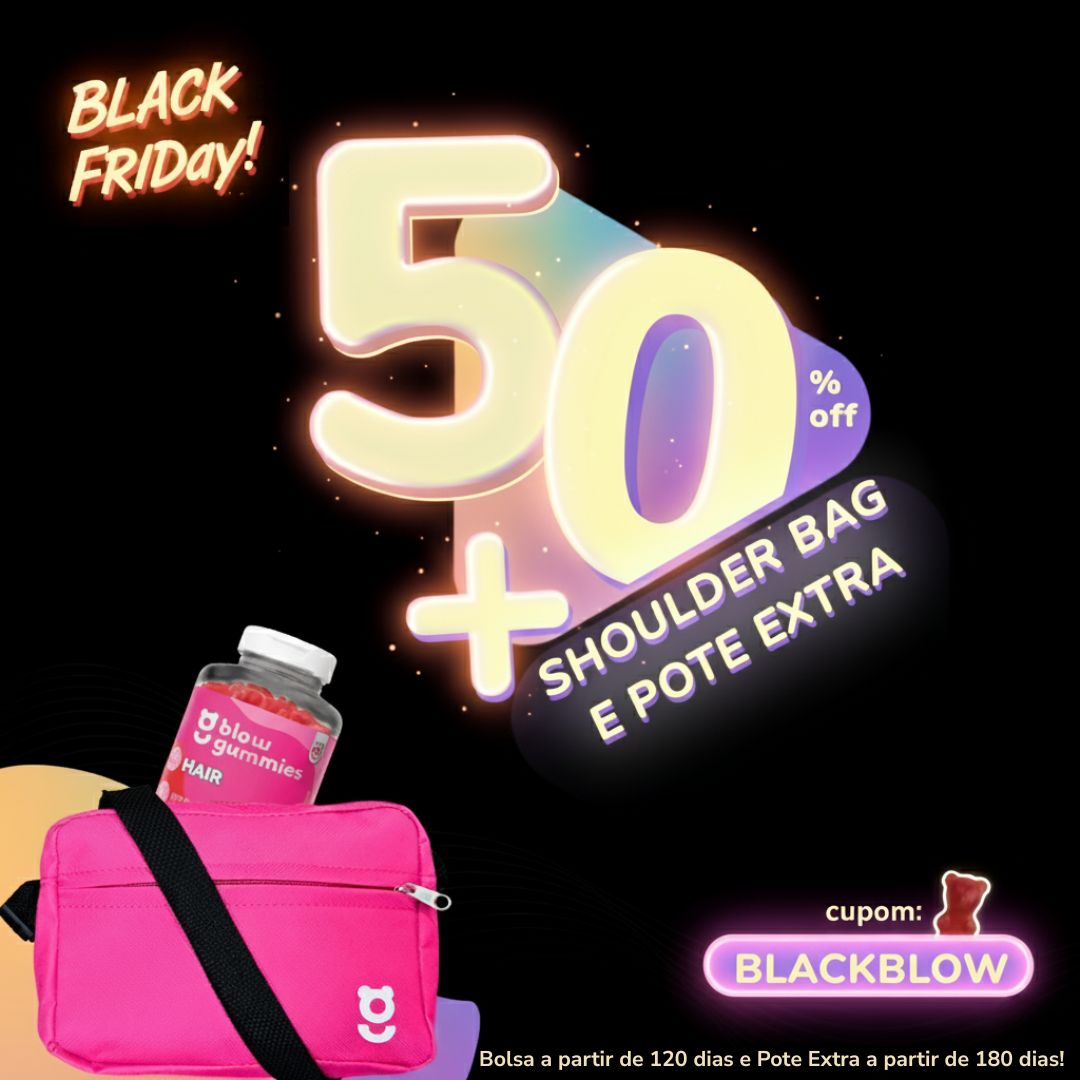 BLACK
FRIDay!
50
%
off
+
SHOULDER BAG
E POTE EXTRA
blow
gummies
HAIR
cupom:
BLACKBLOW
Bolsa a partir de 120 dias e Pote Extra a partir de 180 dias!